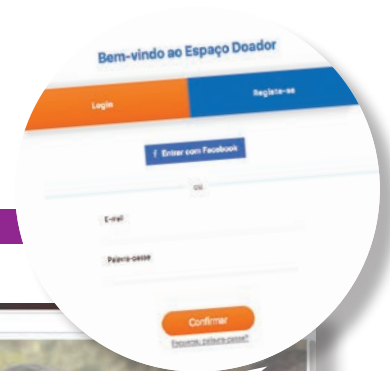 Bem-vindo ao Espaço Doador
Login
Registe-se
f Entrar com Facebook
ou
E-mail
Palavra-passe
Confirmar
Esqueceu palavra-passe?